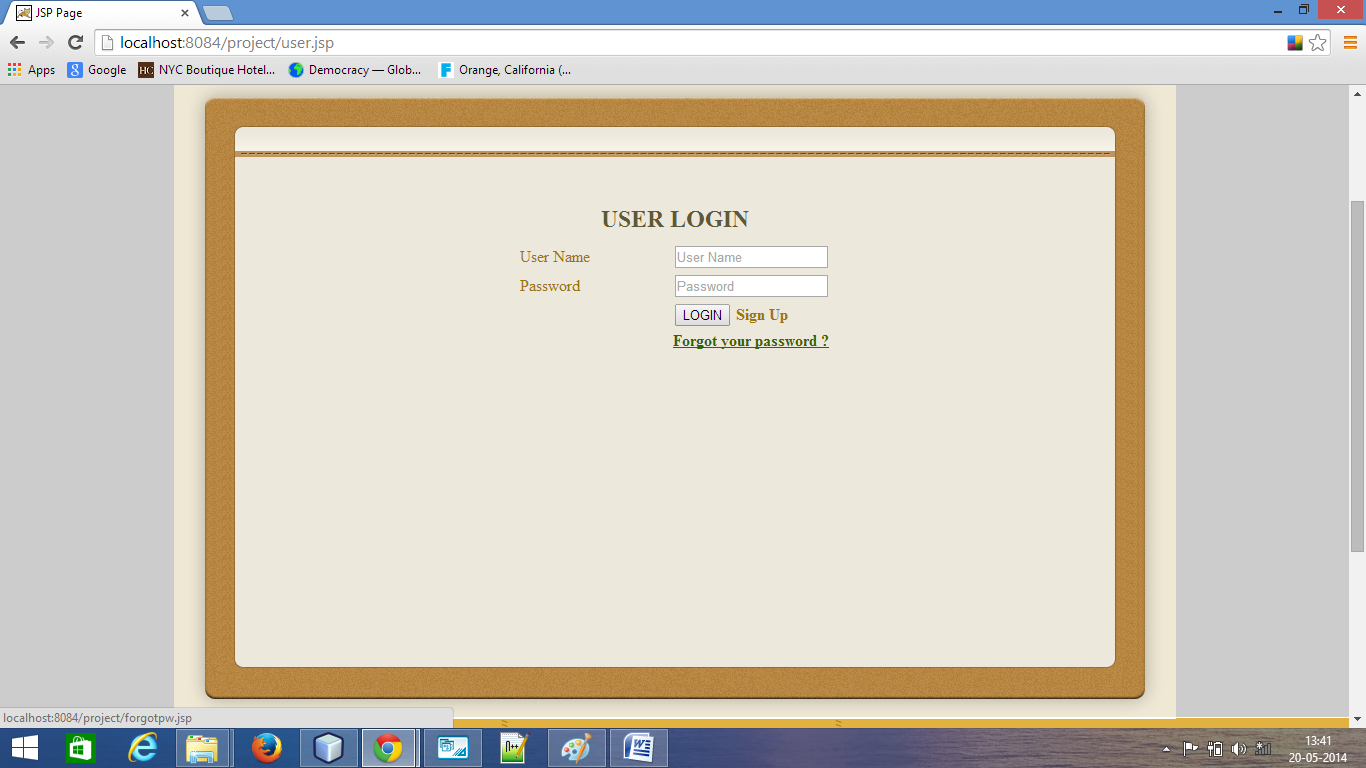 JSP Page
localhost:8084/project/user.jsp
Apps Google HC NYC Boutique Hotel... Democracy — Glob... F Orange, California (...
USER LOGIN
User Name User Name
Password Password
LOGIN Sign Up
Forgot your password ?
localhost:8084/project/forgotpw.jsp
13:41
20-05-2014